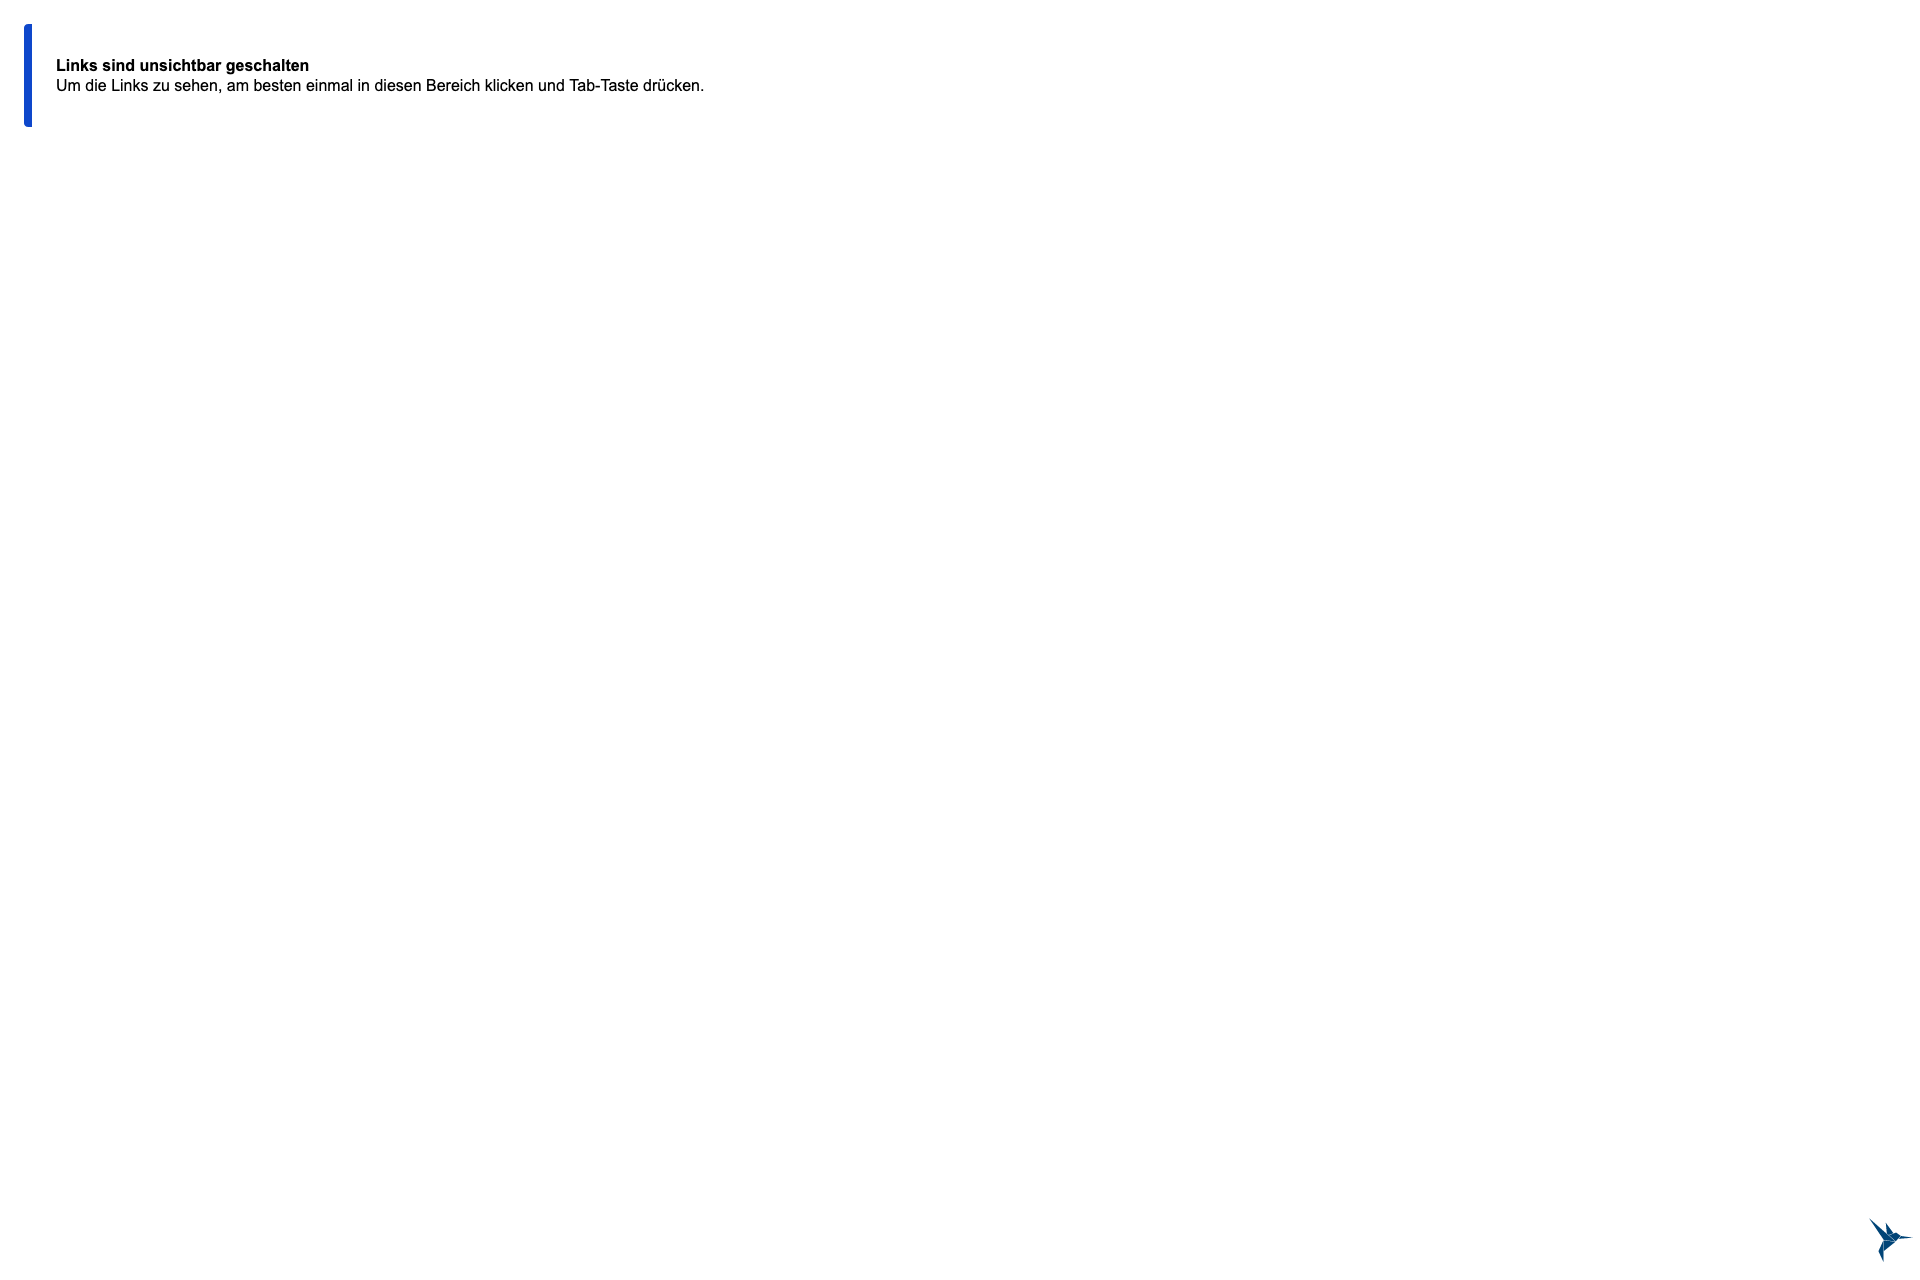 Links sind unsichtbar geschalten
Um die Links zu sehen, am besten einmal in diesen Bereich klicken und Tab-Taste drücken.